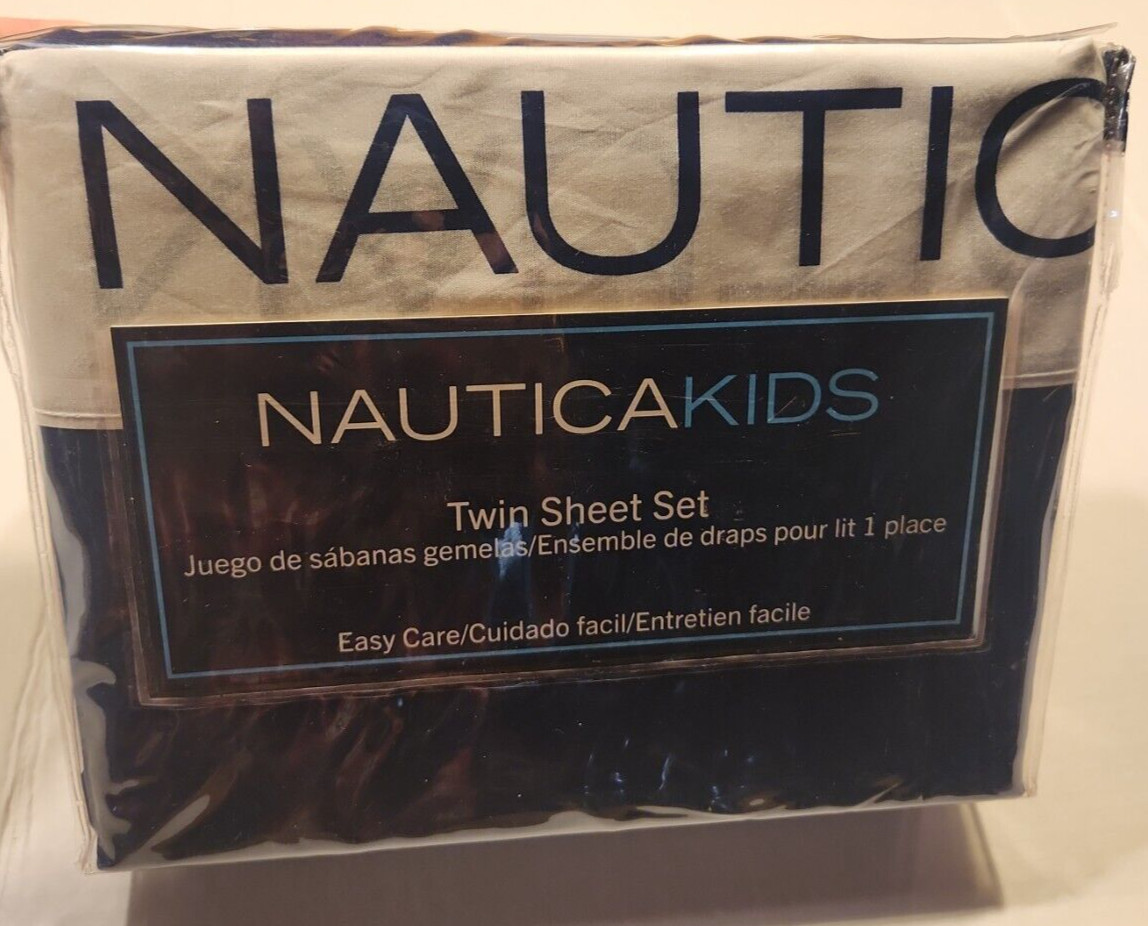 NAUTIC
NAUTICAKIDS
Twin Sheet Set
Juego de sábanas gemelas/Ensemble de draps pour lit 1 place
Easy Care/Cuidado facil/Entretien facile